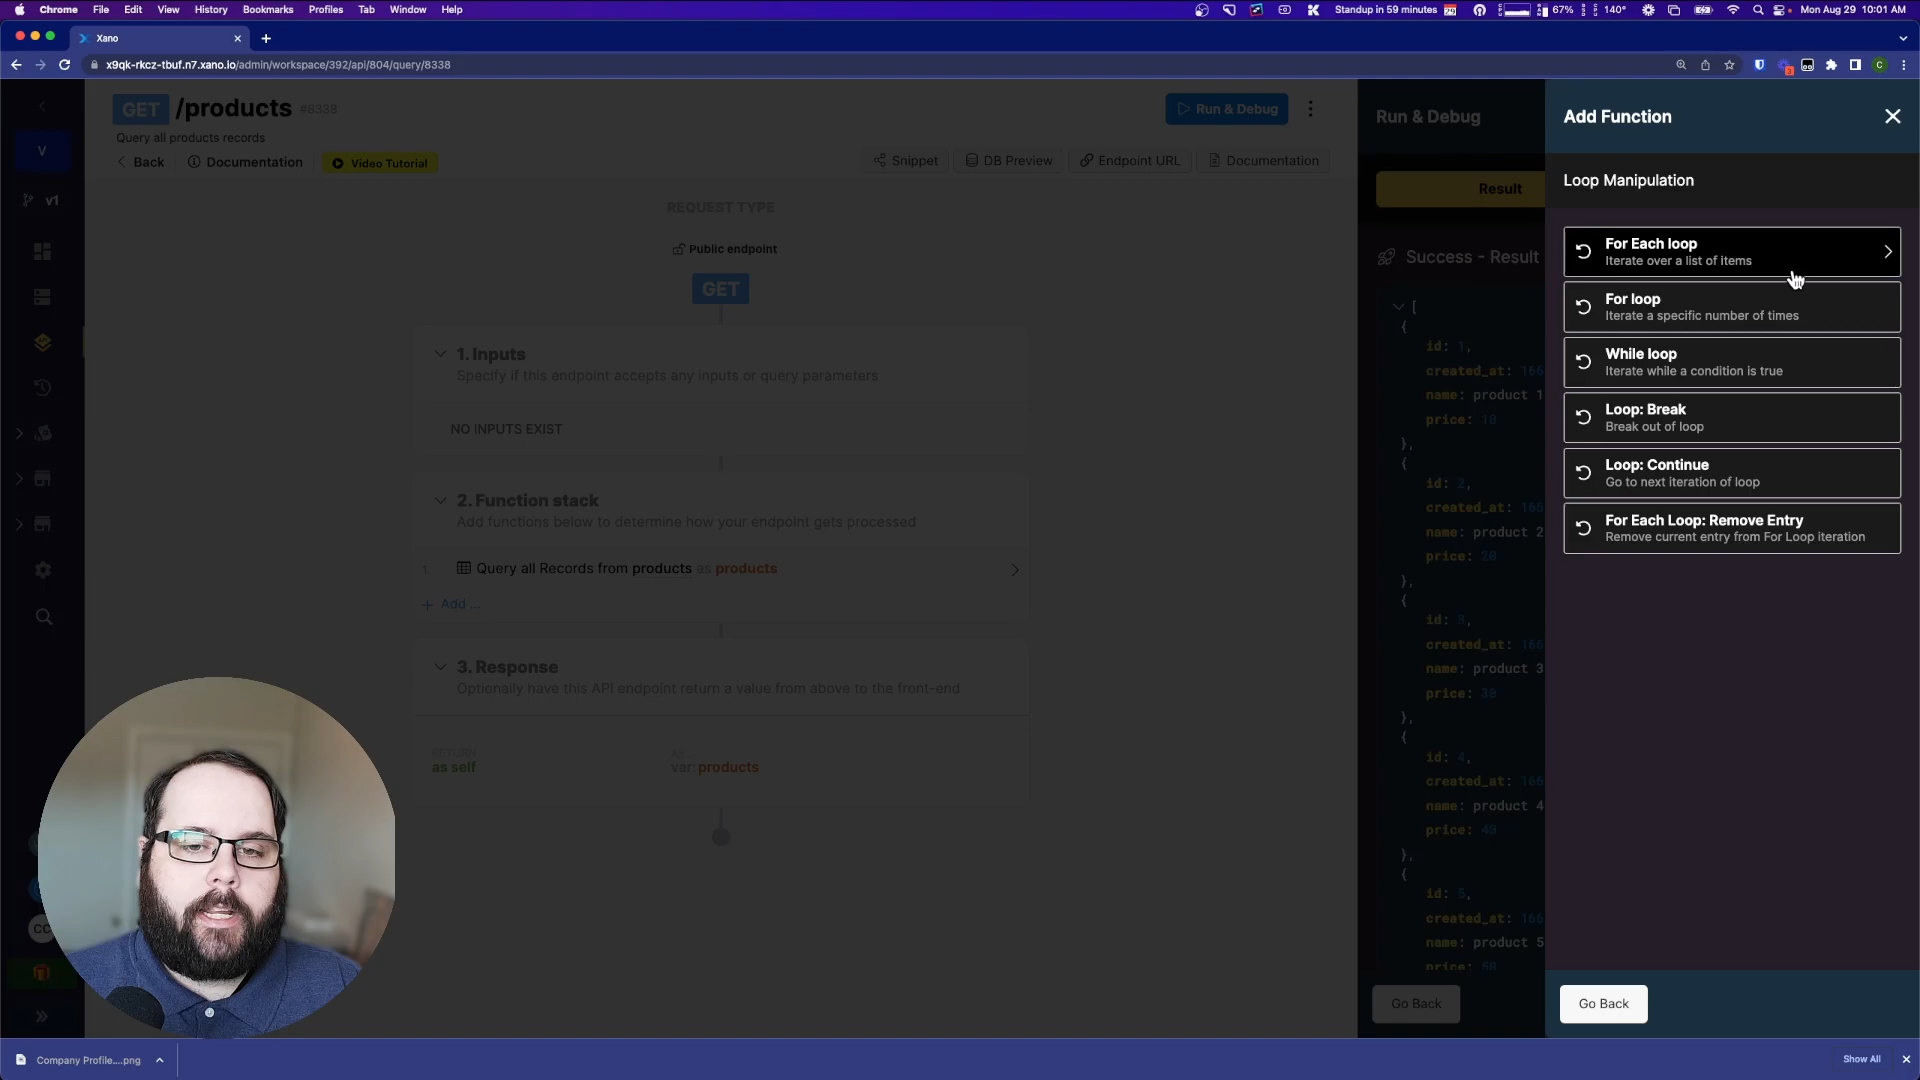 Chrome File Edit View History Bookmarks Profiles Tab Window Help
Standup in 59 minutes 67% 140° Mon Aug 29 10:01 AM
Xano
x9qk-rkcz-tbuf.n7.xano.io/admin/workspace/392/api/804/query/8338
GET /products #8338
Query all products records
Back Documentation Video Tutorial
Run & Debug
Snippet DB Preview Endpoint URL Documentation
V
v1
REQUEST TYPE
Public endpoint
GET
1. Inputs
Specify if this endpoint accepts any inputs or query parameters
NO INPUTS EXIST
2. Function stack
Add functions below to determine how your endpoint gets processed
1. Query all Records from products as products
+ Add ...
3. Response
Optionally have this API endpoint return a value from above to the front-end
RETURN
as self
AS ...
var: products
Run & Debug
Result
Success - Result
[
{
id: 1,
created_at: 166
name: product 1
price: 10
},
{
id: 2,
created_at: 166
name: product 2
price: 20
},
{
id: 3,
created_at: 166
name: product 3
price: 30
},
{
id: 4,
created_at: 166
name: product 4
price: 40
},
{
id: 5,
created_at: 166
name: product 5
price: 50
Go Back
Add Function
Loop Manipulation
For Each loop
Iterate over a list of items
For loop
Iterate a specific number of times
While loop
Iterate while a condition is true
Loop: Break
Break out of loop
Loop: Continue
Go to next iteration of loop
For Each Loop: Remove Entry
Remove current entry from For Loop iteration
Go Back
CC
Company Profile....png
Show All